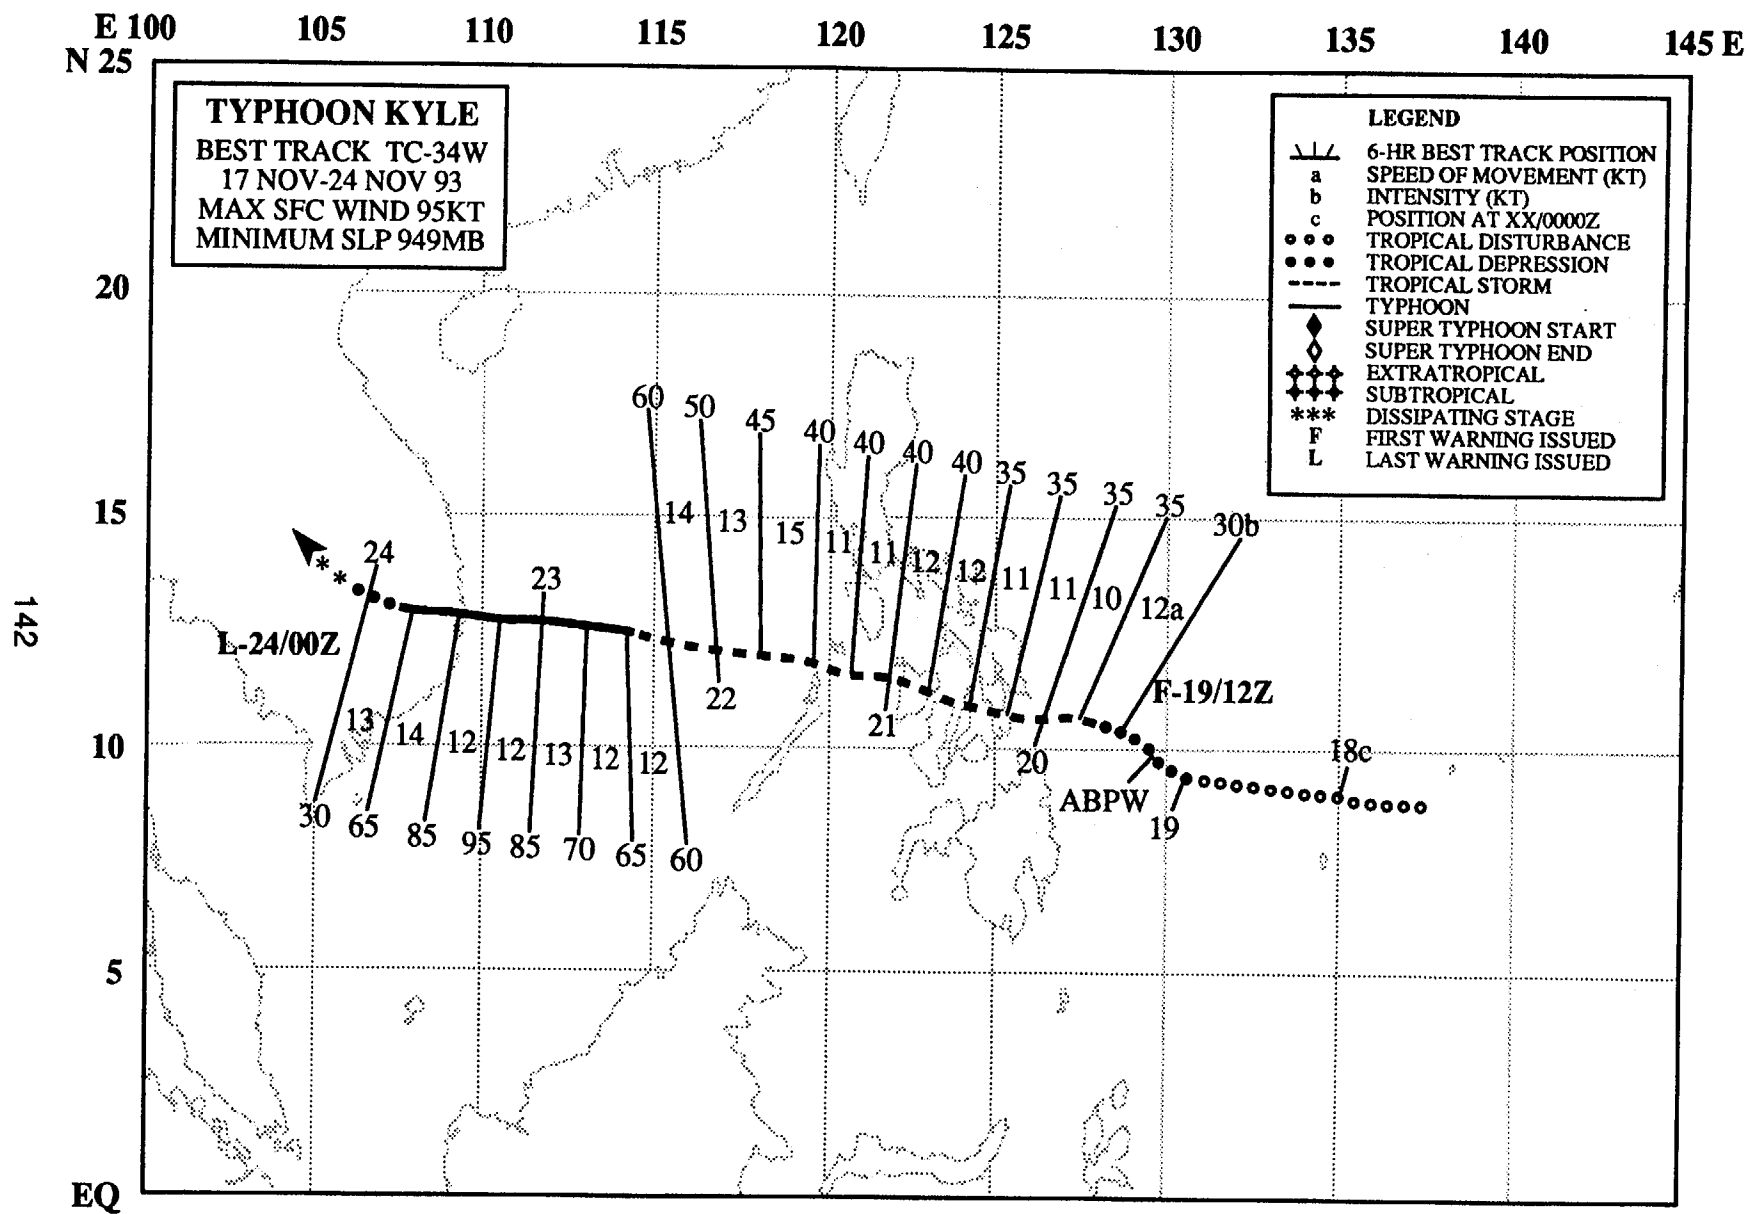 E 100 105 110 115 120 125 130 135 140 145 E
N 25
TYPHOON KYLE
BEST TRACK TC-34W
17 NOV-24 NOV 93
MAX SFC WIND 95KT
MINIMUM SLP 949MB
LEGEND
6-HR BEST TRACK POSITION
a SPEED OF MOVEMENT (KT)
b INTENSITY (KT)
c POSITION AT XX/0000Z
TROPICAL DISTURBANCE
TROPICAL DEPRESSION
TROPICAL STORM
TYPHOON
SUPER TYPHOON START
SUPER TYPHOON END
EXTRATROPICAL
SUBTROPICAL
*** DISSIPATING STAGE
F FIRST WARNING ISSUED
L LAST WARNING ISSUED
20
60 50 45 40 40 40 40 35 35 35 35 30b
15
14 13 15 11 11 12 12 11 11 10 12a
* *
24
23
142
L-24/00Z
F-19/12Z
22
21
20
18c
13 14 12 12 13 12 12
10
ABPW
19
30 65 85 95 85 70 65 60
5
EQ